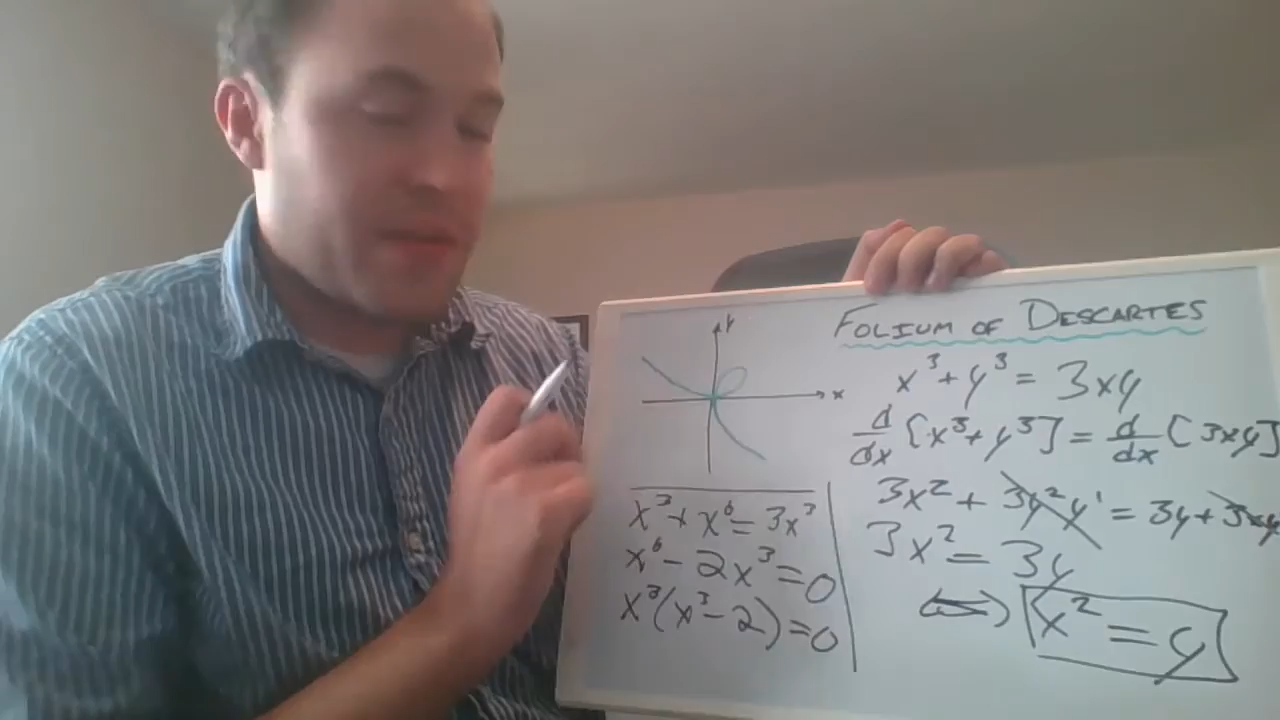 y
x
FOLIUM OF DESCARTES
x³+y³=3xy
d/dx[x³+y³]=d/dx[3xy]
3x²+3y²y'=3y+3xy
3x²=3y
⟺ x²=y
x³+x⁶=3x³
x⁶-2x³=0
x³(x³-2)=0